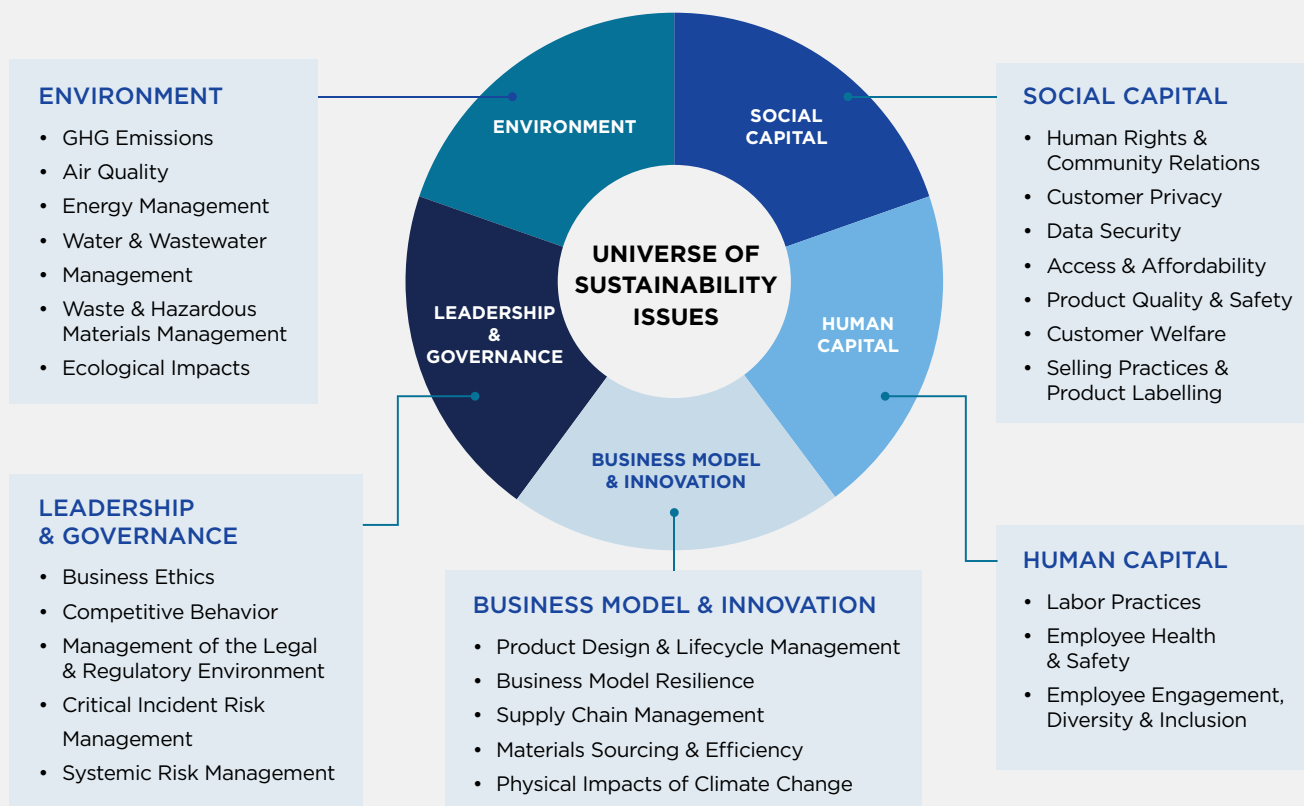 ENVIRONMENT
• GHG Emissions
• Air Quality
• Energy Management
• Water & Wastewater
• Management
• Waste & Hazardous
Materials Management
• Ecological Impacts
LEADERSHIP
& GOVERNANCE
• Business Ethics
• Competitive Behavior
• Management of the Legal
& Regulatory Environment
• Critical Incident Risk
Management
• Systemic Risk Management
ENVIRONMENT
SOCIAL
CAPITAL
UNIVERSE OF
SUSTAINABILITY
ISSUES
LEADERSHIP
&
GOVERNANCE
HUMAN
CAPITAL
BUSINESS MODEL
& INNOVATION
BUSINESS MODEL & INNOVATION
• Product Design & Lifecycle Management
• Business Model Resilience
• Supply Chain Management
• Materials Sourcing & Efficiency
• Physical Impacts of Climate Change
SOCIAL CAPITAL
• Human Rights &
Community Relations
• Customer Privacy
• Data Security
• Access & Affordability
• Product Quality & Safety
• Customer Welfare
• Selling Practices &
Product Labelling
HUMAN CAPITAL
• Labor Practices
• Employee Health
& Safety
• Employee Engagement,
Diversity & Inclusion